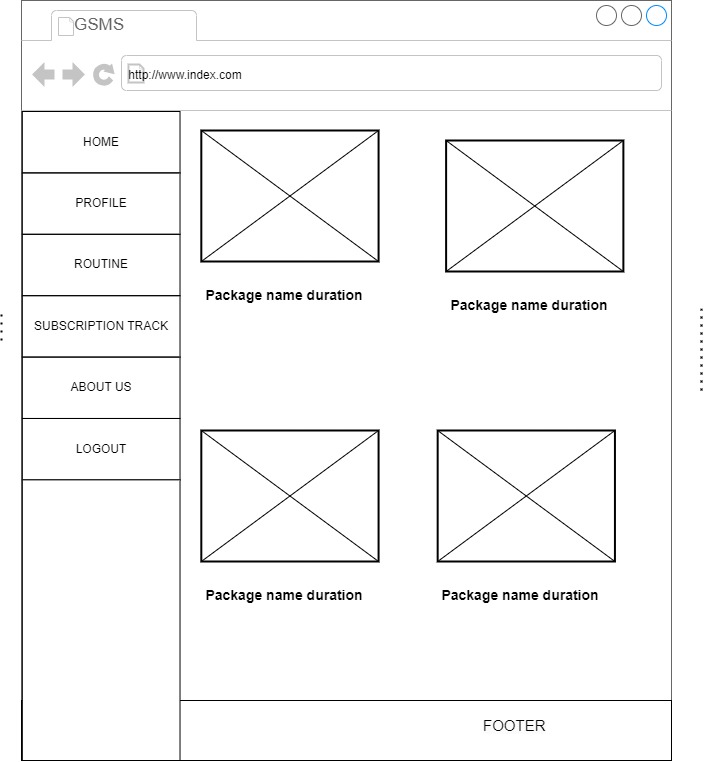 GSMS
http://www.index.com
HOME
PROFILE
ROUTINE
SUBSCRIPTION TRACK
ABOUT US
LOGOUT
Package name duration
Package name duration
Package name duration
Package name duration
FOOTER